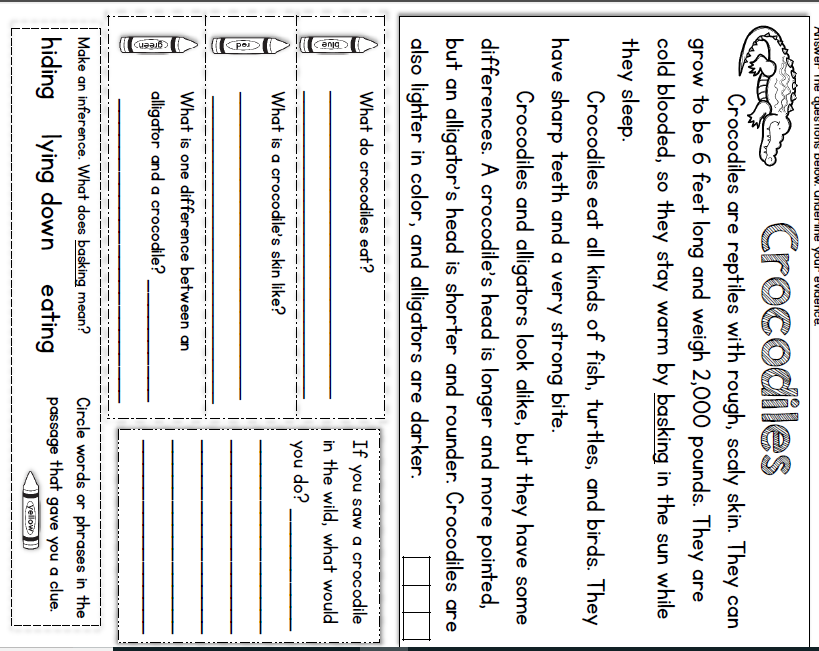 Answer the questions below. Underline your evidence.
Crocodiles
Crocodiles are reptiles with rough, scaly skin. They can
grow to be 6 feet long and weigh 2,000 pounds. They are
cold blooded, so they stay warm by basking in the sun while
they sleep.
Crocodiles eat all kinds of fish, turtles, and birds. They
have sharp teeth and a very strong bite.
Crocodiles and alligators look alike, but they have some
differences. A crocodile's head is longer and more pointed,
but an alligator's head is shorter and rounder. Crocodiles are
also lighter in color, and alligators are darker.
blue
What do crocodiles eat?
red
What is a crocodile's skin like?
green
What is one difference between an
alligator and a crocodile?
If you saw a crocodile
in the wild, what would
you do?
Make an inference. What does basking mean?
hiding lying down eating
Circle words or phrases in the
passage that gave you a clue.
yellow